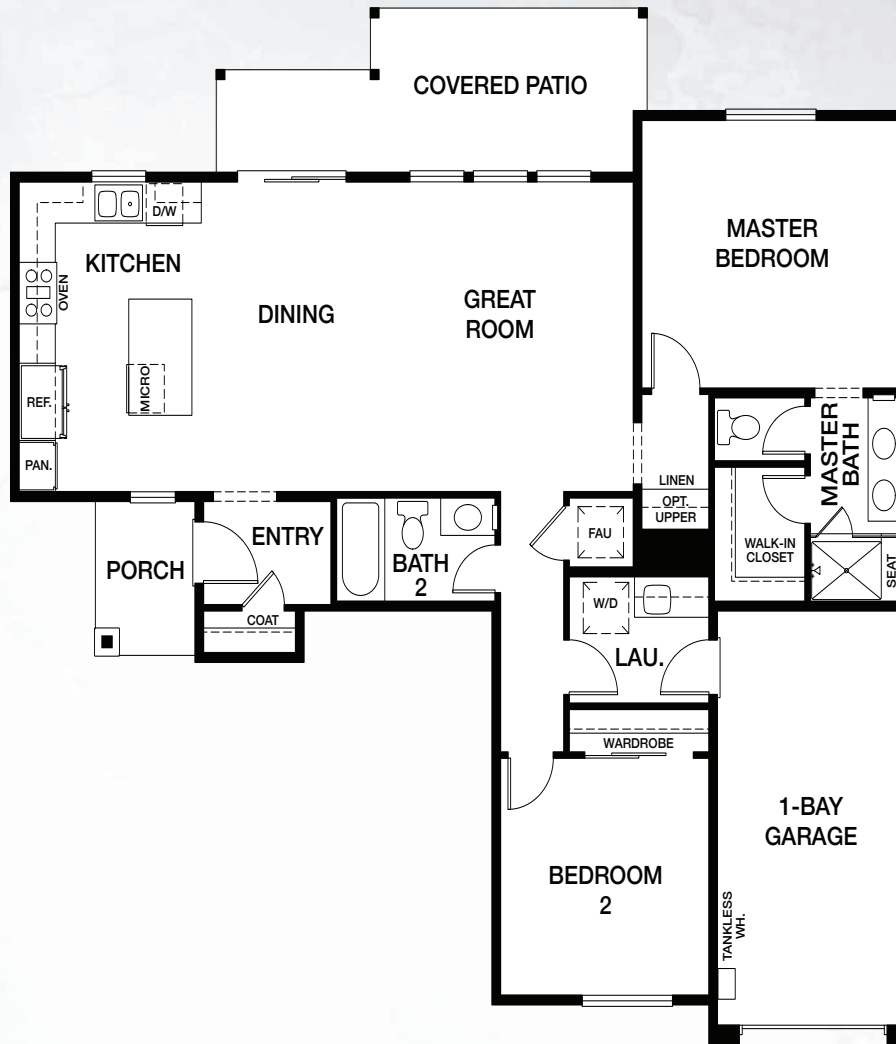 COVERED PATIO
D/W
KITCHEN
OVEN
DINING
GREAT
ROOM
MASTER
BEDROOM
MICRO
REF.
PAN.
MASTER
BATH
LINEN
OPT.
UPPER
WALK-IN
CLOSET
SEAT
PORCH
ENTRY
COAT
BATH
2
FAU
W/D
LAU.
WARDROBE
BEDROOM
2
1-BAY
GARAGE
TANKLESS
WH.